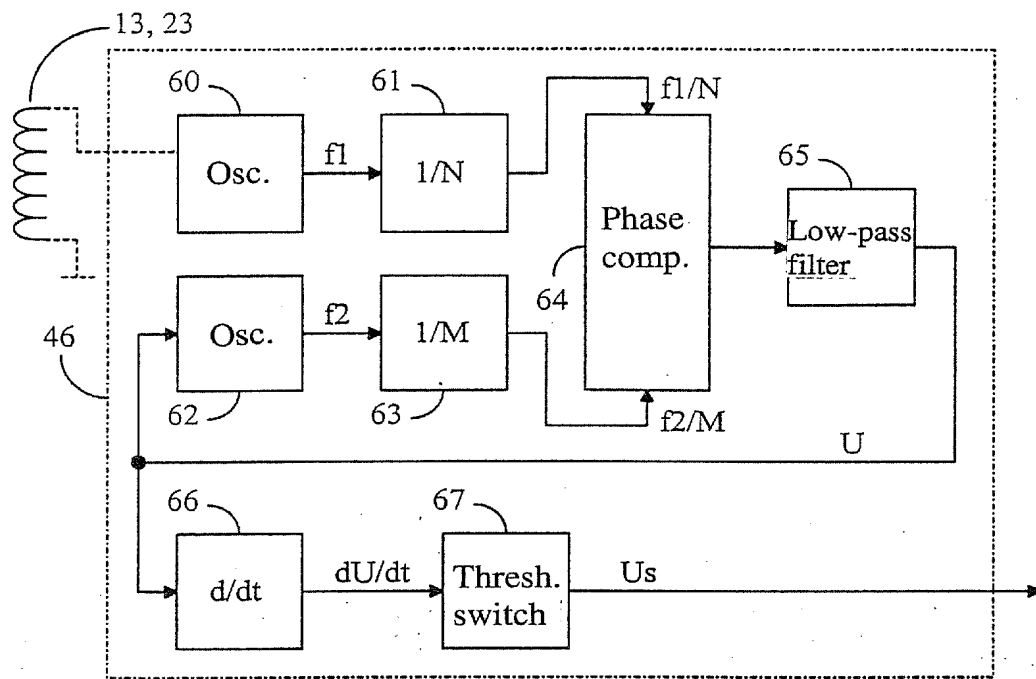 13, 23
60
61
f1/N
Osc.
f1
1/N
65
Phase
comp.
64
Low-pass
filter
46
Osc.
f2
1/M
62
63
f2/M
U
66
67
d/dt
dU/dt
Thresh.
switch
Us